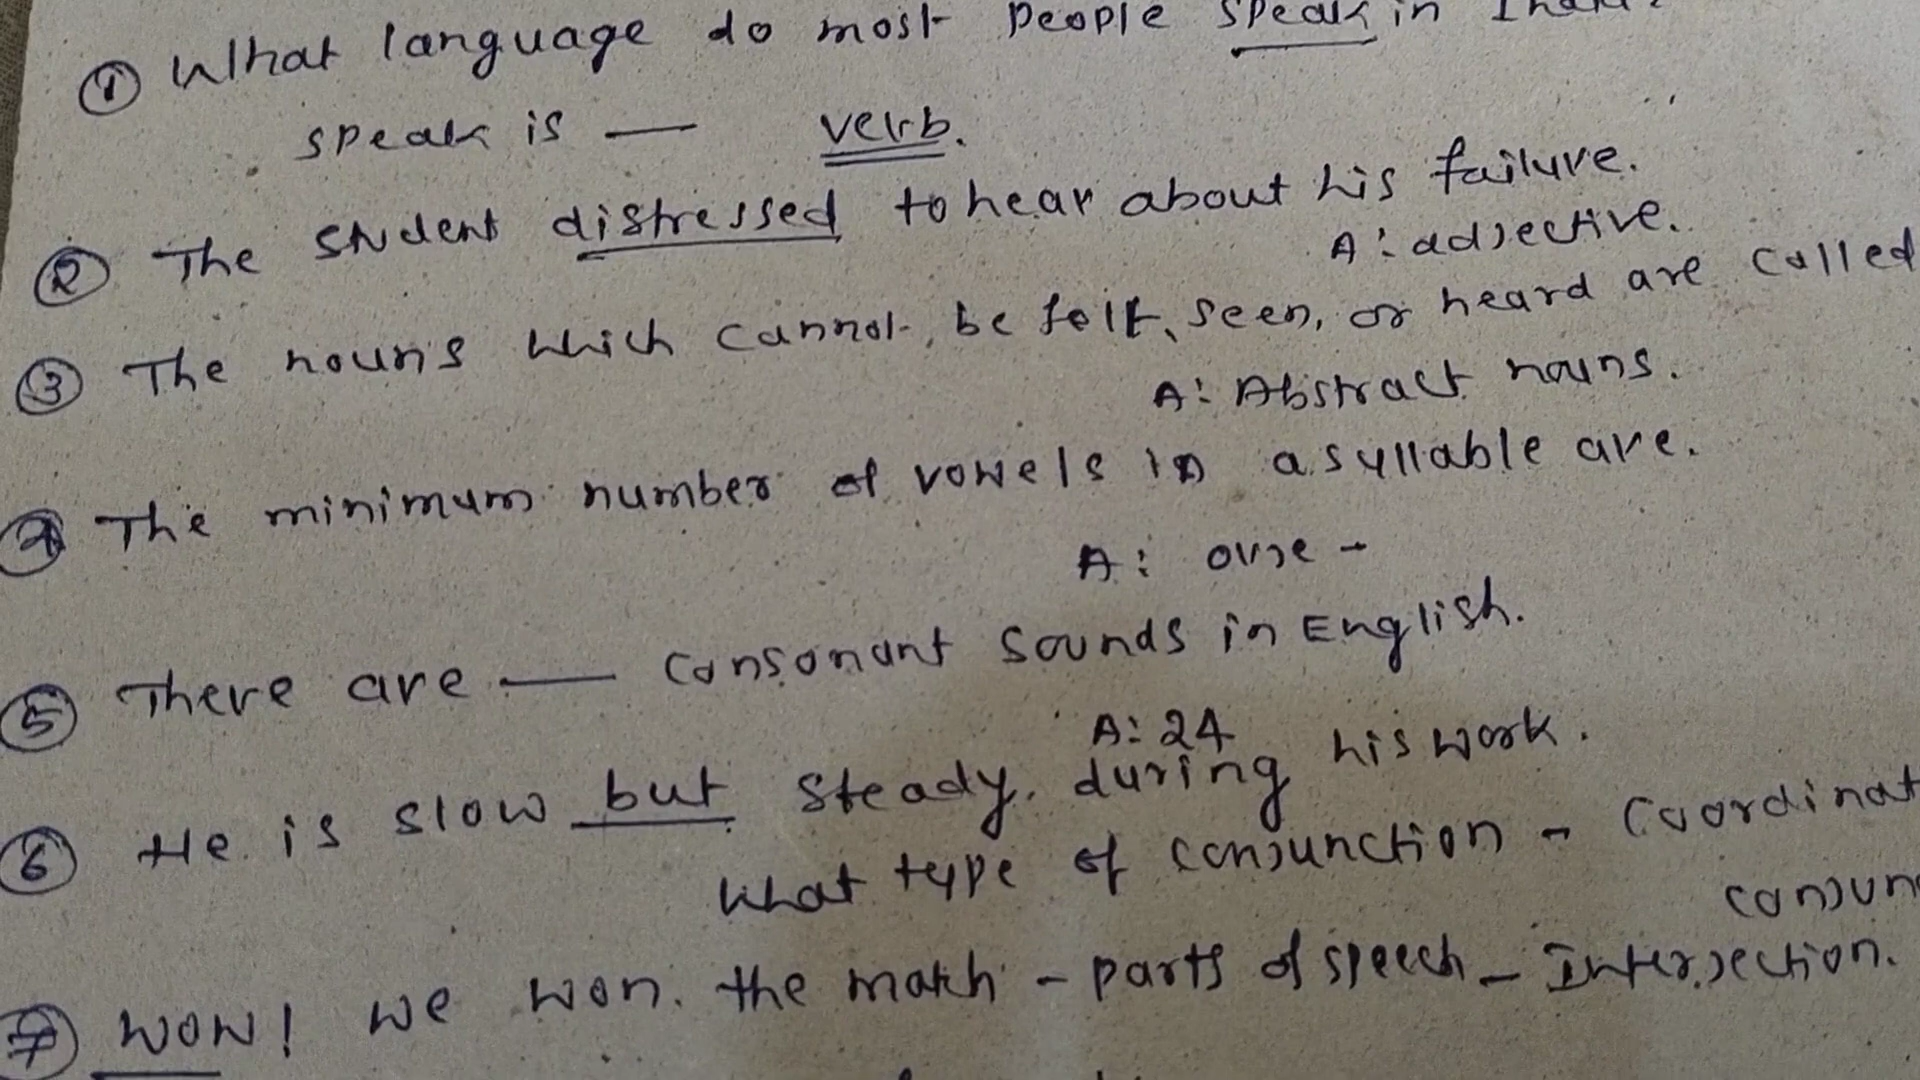 ① What language do most people speak in India?
speak is — verb.
② The student distressed to hear about his failure.
A: adjective.
③ The nouns which cannot be felt, seen, or heard are called
A: Abstract nouns.
④ The minimum number of vowels in a syllable are.
A: one -
⑤ There are — consonant sounds in English.
A: 24
⑥ He is slow but steady. during his work.
what type of conjunction - Coordinat
conjun
⑦ Wow! we won. the match - parts of speech - Interjection.